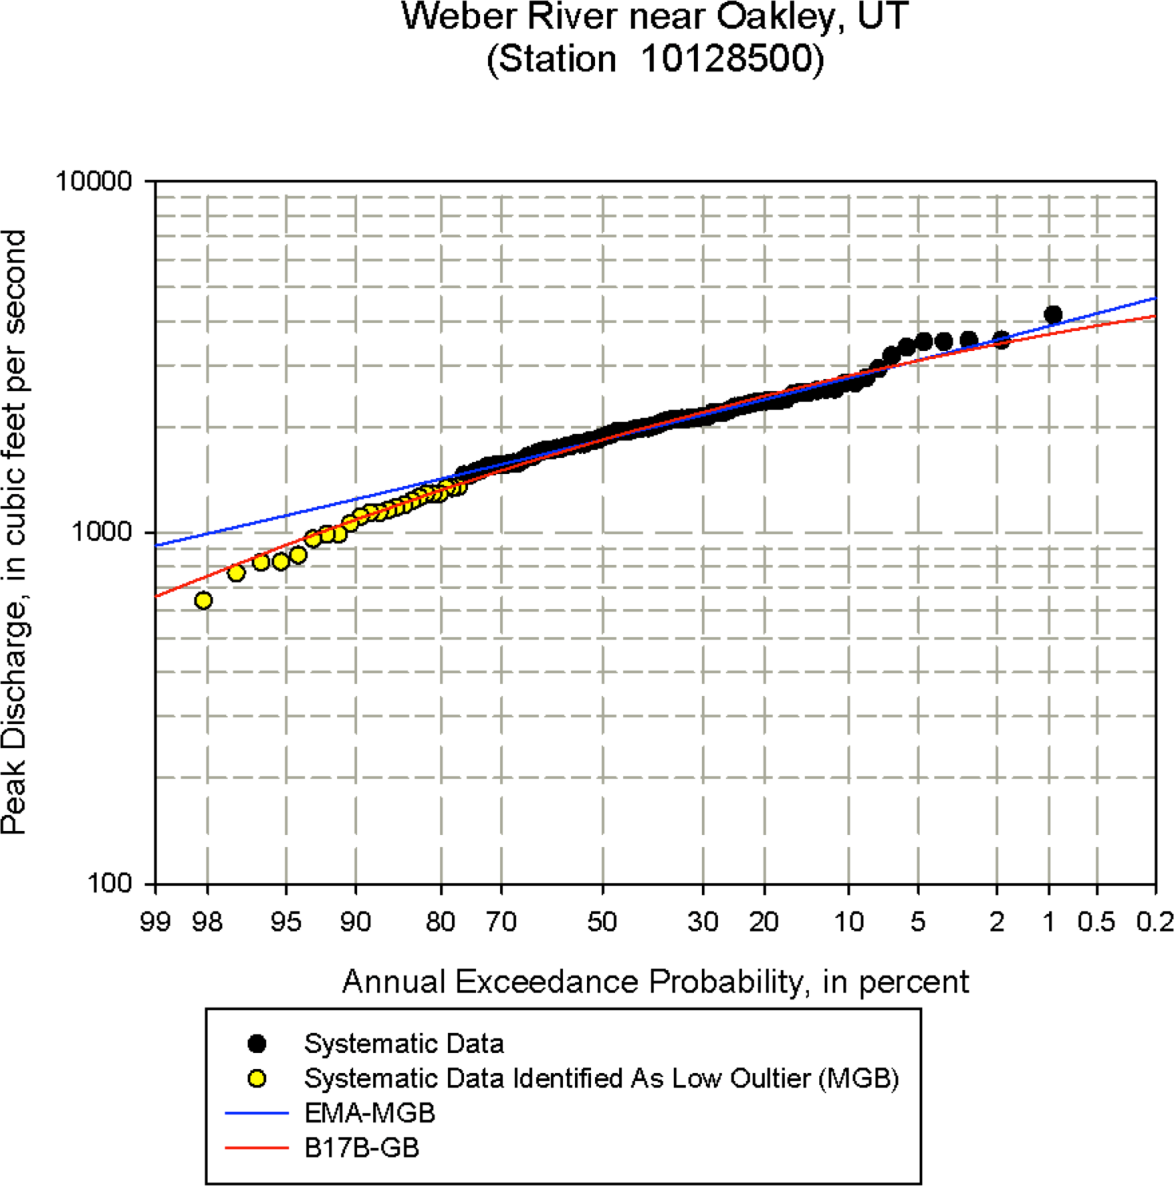 Weber River near Oakley, UT
(Station 10128500)
Peak Discharge, in cubic feet per second
10000
1000
100
99 98 95 90 80 70 50 30 20 10 5 2 1 0.5 0.2
Annual Exceedance Probability, in percent
Systematic Data
Systematic Data Identified As Low Oultier (MGB)
EMA-MGB
B17B-GB